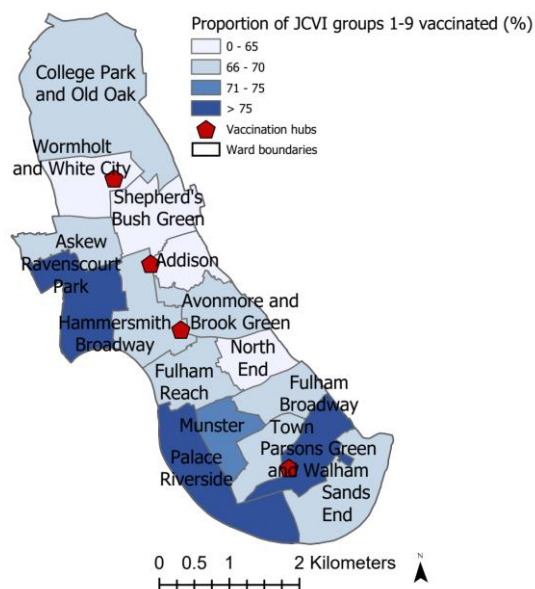 Proportion of JCVI groups 1-9 vaccinated (%)
0 - 65
66 - 70
71 - 75
> 75
Vaccination hubs
Ward boundaries
College Park
and Old Oak
Wormholt
and White City
Shepherd's
Bush Green
Askew
Addison
Ravenscourt
Park
Avonmore and
Brook Green
Hammersmith
Broadway
North
End
Fulham
Reach
Fulham
Broadway
Munster
Town
Parsons Green
and Walham
Palace
Riverside
Sands
End
0 0.5 1 2 Kilometers
N